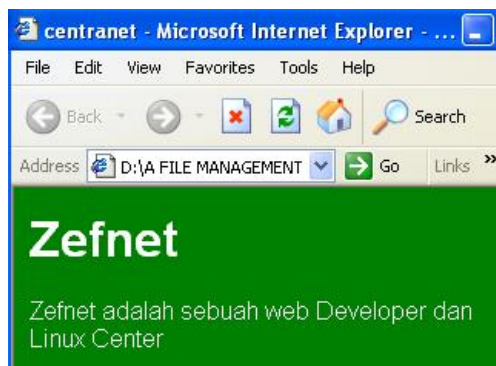 centranet - Microsoft Internet Explorer - ...
File Edit View Favorites Tools Help
Back Search
Address D:\A FILE MANAGEMENT Go Links »
Zefnet
Zefnet adalah sebuah web Developer dan
Linux Center